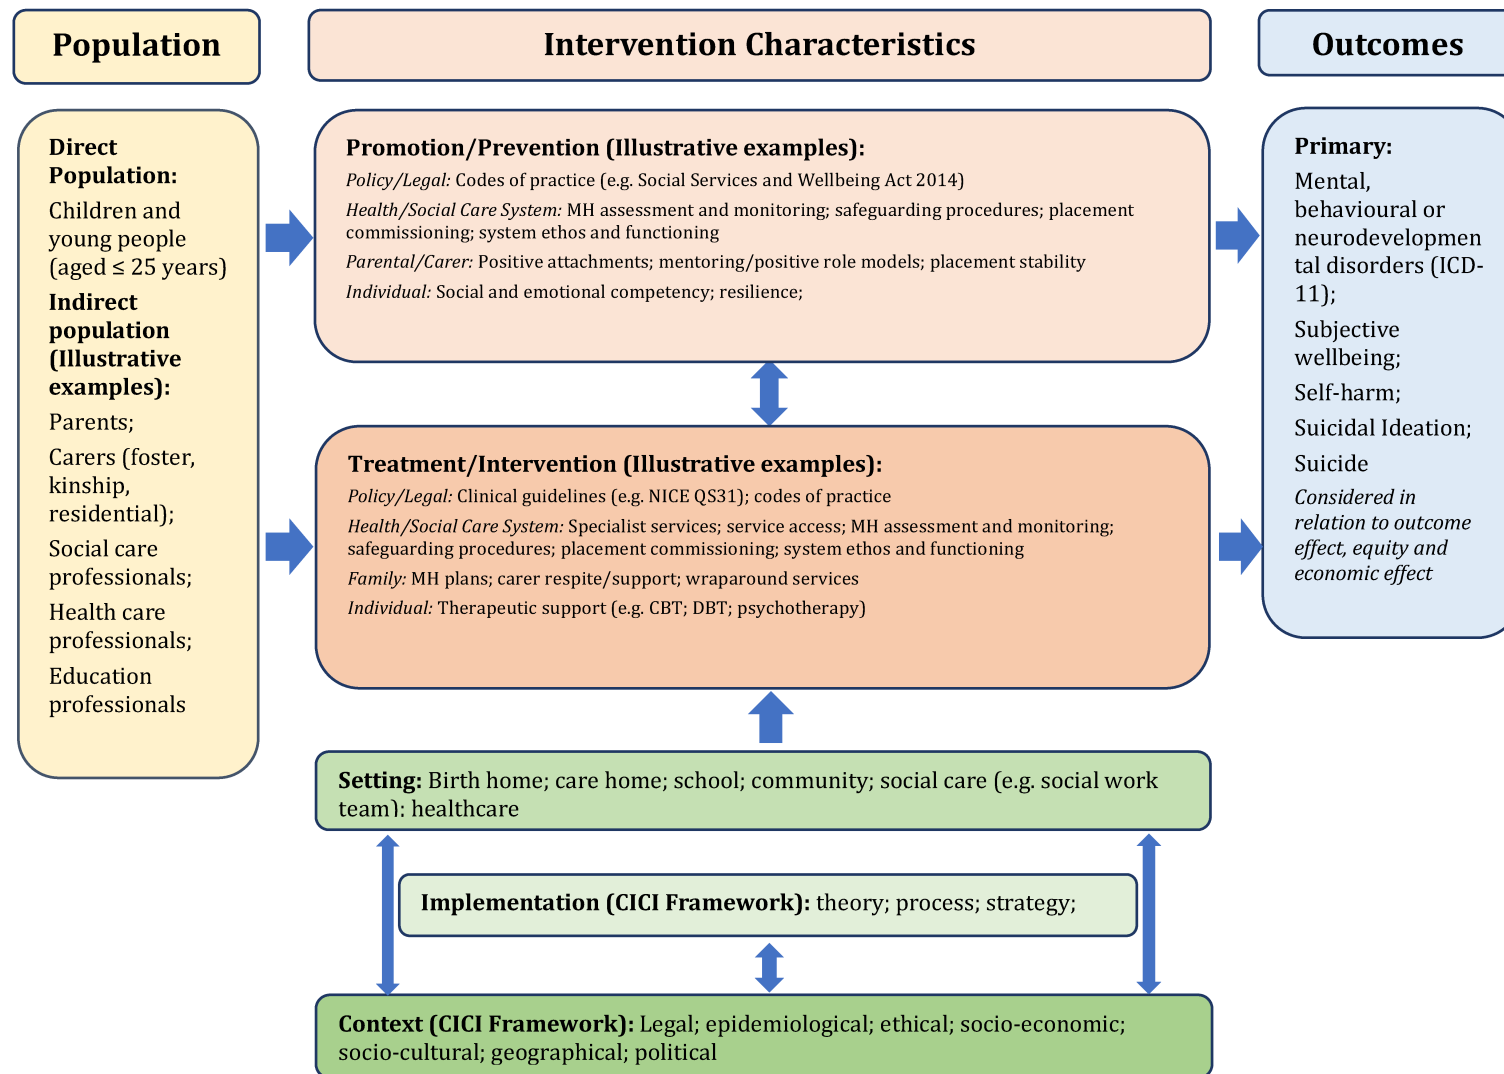 Population
Intervention Characteristics
Outcomes
Direct
Population:
Children and
young people
(aged ≤ 25 years)
Indirect
population
(Illustrative
examples):
Parents;
Carers (foster,
kinship,
residential);
Social care
professionals;
Health care
professionals;
Education
professionals
Promotion/Prevention (Illustrative examples):
Policy/Legal: Codes of practice (e.g. Social Services and Wellbeing Act 2014)
Health/Social Care System: MH assessment and monitoring; safeguarding procedures; placement
commissioning; system ethos and functioning
Parental/Carer: Positive attachments; mentoring/positive role models; placement stability
Individual: Social and emotional competency; resilience;
Treatment/Intervention (Illustrative examples):
Policy/Legal: Clinical guidelines (e.g. NICE QS31); codes of practice
Health/Social Care System: Specialist services; service access; MH assessment and monitoring;
safeguarding procedures; placement commissioning; system ethos and functioning
Family: MH plans; carer respite/support; wraparound services
Individual: Therapeutic support (e.g. CBT; DBT; psychotherapy)
Primary:
Mental,
behavioural or
neurodevelopmen
tal disorders (ICD-
11);
Subjective
wellbeing;
Self-harm;
Suicidal Ideation;
Suicide
Considered in
relation to outcome
effect, equity and
economic effect
Setting: Birth home; care home; school; community; social care (e.g. social work
team); healthcare
Implementation (CICI Framework): theory; process; strategy;
Context (CICI Framework): Legal; epidemiological; ethical; socio-economic;
socio-cultural; geographical; political